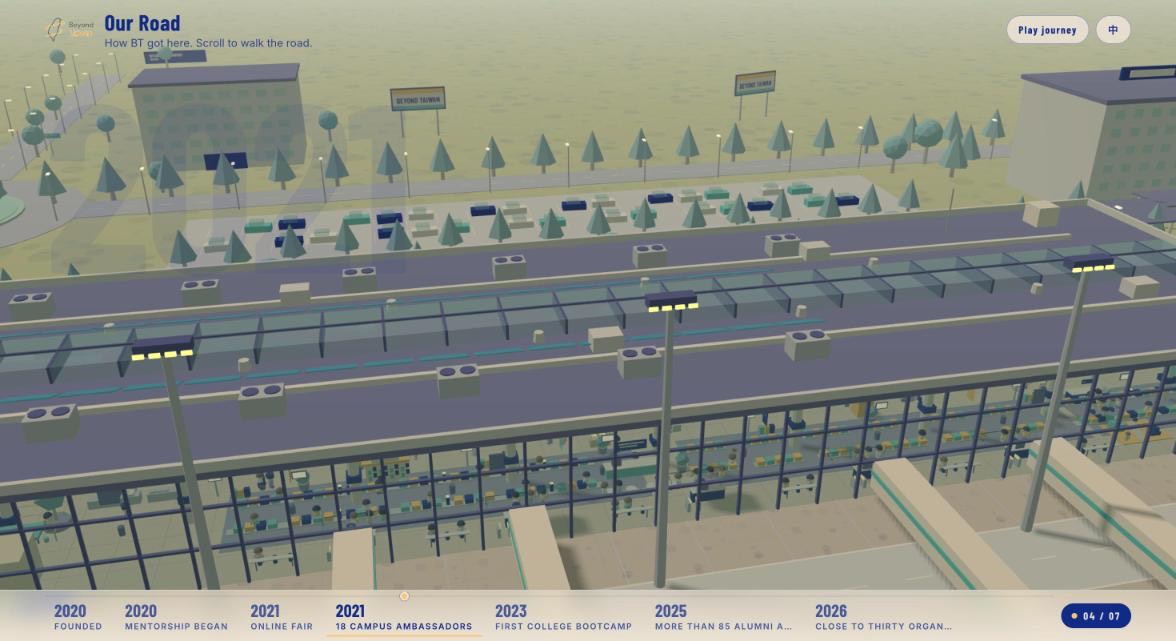 Beyond
Our Road
How BT got here. Scroll to walk the road.
Play journey
中
BEYOND TAIWAN
BEYOND TAIWAN
2021
2020
FOUNDED
2020
MENTORSHIP BEGAN
2021
ONLINE FAIR
2021
18 CAMPUS AMBASSADORS
2023
FIRST COLLEGE BOOTCAMP
2025
MORE THAN 85 ALUMNI A...
2026
CLOSE TO THIRTY ORGAN...
04 / 07